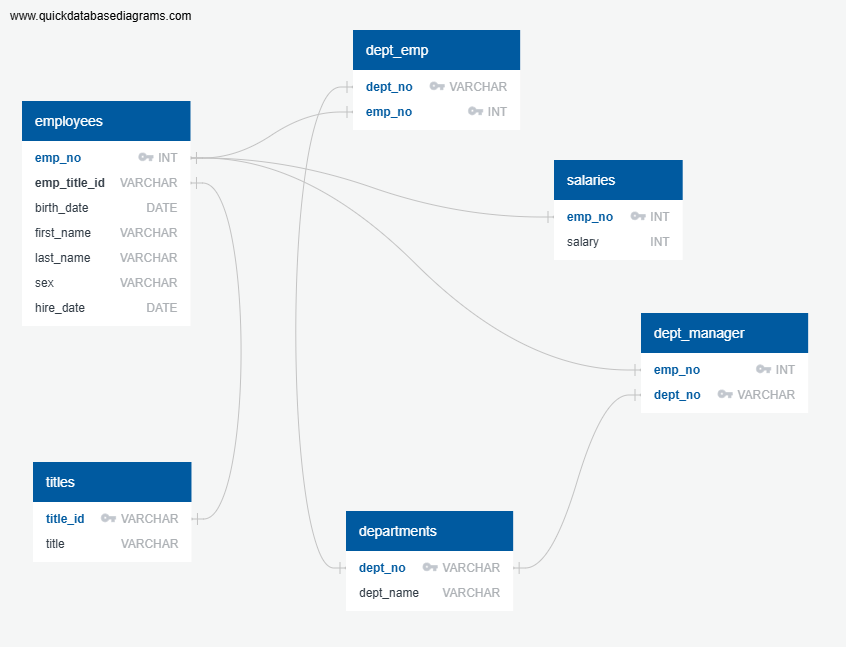 www.quickdatabasediagrams.com
dept_emp
dept_no VARCHAR
emp_no INT
employees
emp_no INT
emp_title_id VARCHAR
birth_date DATE
first_name VARCHAR
last_name VARCHAR
sex VARCHAR
hire_date DATE
salaries
emp_no INT
salary INT
dept_manager
emp_no INT
dept_no VARCHAR
titles
title_id VARCHAR
title VARCHAR
departments
dept_no VARCHAR
dept_name VARCHAR